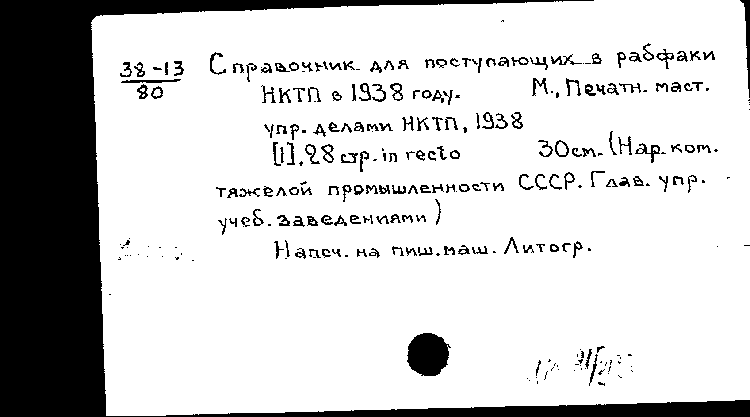 38-13
80
Справочник для поступающих в рабфаки
НКТП в 1938 году. М., Печатн. маст.
упр. делами НКТП, 1938
[1], 28 стр. in recto 30см. (Нар. ком.
тяжелой промышленности СССР. Глав. упр.
учеб. заведениями)
Напеч. на пиш. маш. Литогр.